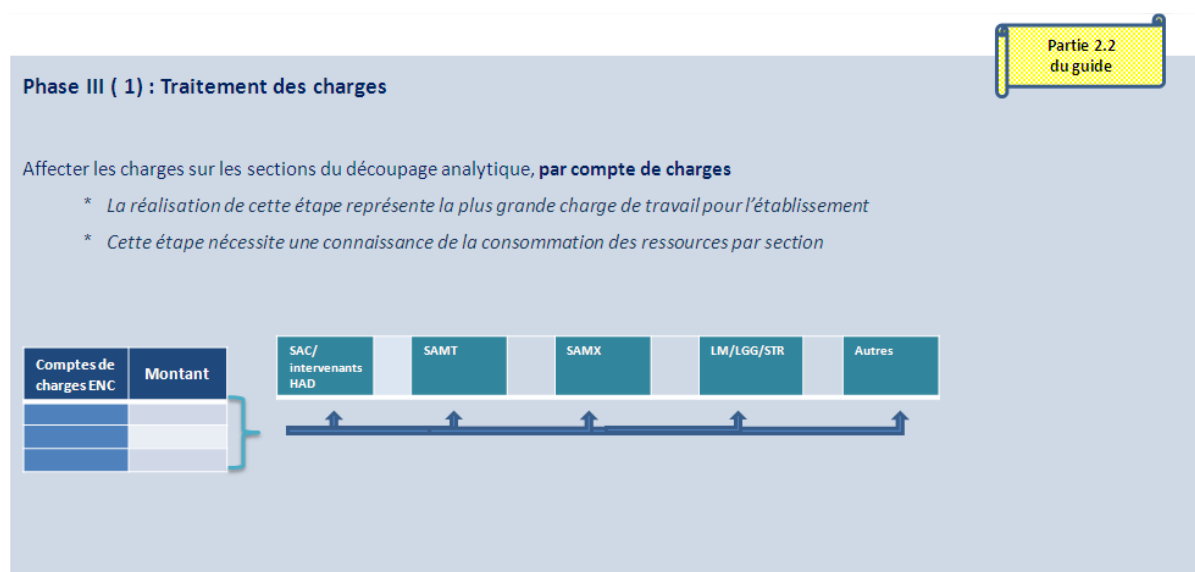 Partie 2.2
du guide
Phase III ( 1) : Traitement des charges
Affecter les charges sur les sections du découpage analytique, par compte de charges
* La réalisation de cette étape représente la plus grande charge de travail pour l'établissement
* Cette étape nécessite une connaissance de la consommation des ressources par section
Comptes de
charges ENC
Montant
SAC/
intervenants
HAD
SAMT
SAMX
LM/LGG/STR
Autres